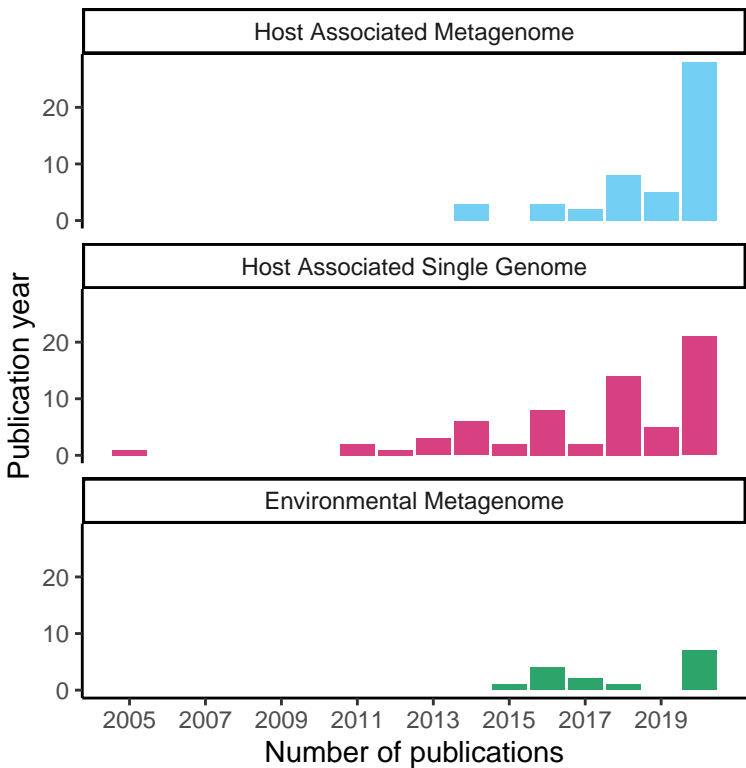 Host Associated Metagenome
20
10
0
Host Associated Single Genome
20
10
0
Environmental Metagenome
20
10
0
Publication year
2005 2007 2009 2011 2013 2015 2017 2019
Number of publications